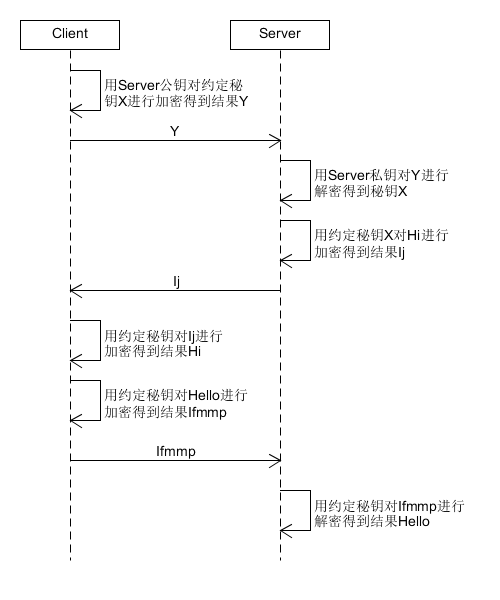 Client
Server
用Server公钥对约定秘
钥X进行加密得到结果Y
Y
用Server私钥对Y进行
解密得到秘钥X
用约定秘钥X对Hi进行
加密得到结果Ij
Ij
用约定秘钥对Ij进行
加密得到结果Hi
用约定秘钥对Hello进行
加密得到结果Ifmmp
Ifmmp
用约定秘钥对Ifmmp进行
解密得到结果Hello